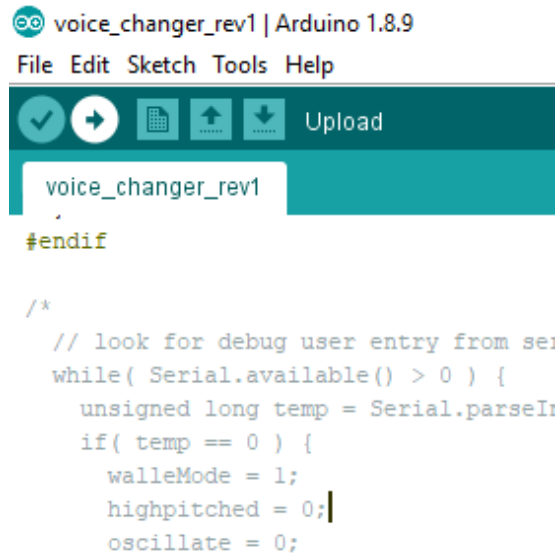 voice_changer_rev1 | Arduino 1.8.9
File Edit Sketch Tools Help
Upload
voice_changer_rev1
#endif
/*
// look for debug user entry from ser
while( Serial.available() > 0 ) {
unsigned long temp = Serial.parseIn
if( temp == 0 ) {
walleMode = 1;
highpitched = 0;
oscillate = 0;